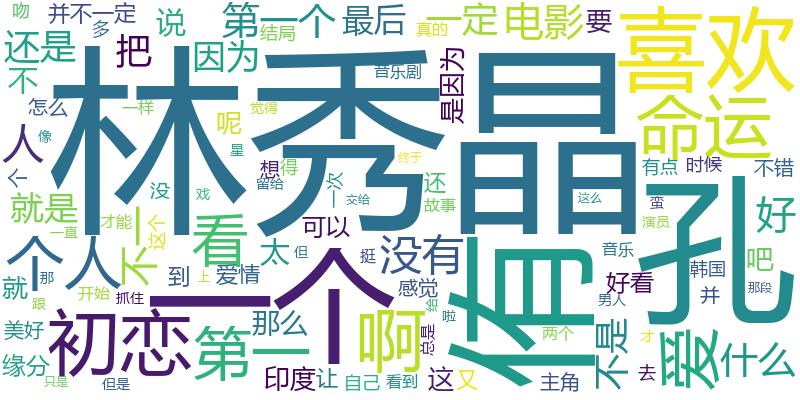 吻
并不一定
多
说
第一个
结局
最后
一定
电影
要
喜欢
还是
不
把
因为
音乐剧
是因为
命运
怎么
一样
觉得
林秀晶
人
像
呢
星
终于
想
得
有点
时候
不错
个
没
戏
留给
一次
交给
还
故事
这么
蛮
演员
孔
好
就是
一直
才能
这个
不一
看
太
可以
没有
侑
音乐
韩国
吧
个人
那
到
爱情
上
但
一个
挺
感觉
给
好看
男人
并
那段
就
开始
跟
抓住
初恋
第一
那么
啊
总是
啦
两个
不是
才
爱
什么
美好
缘分
只是
但是
印度
让
自己
看到
这
又
主角
去
真的